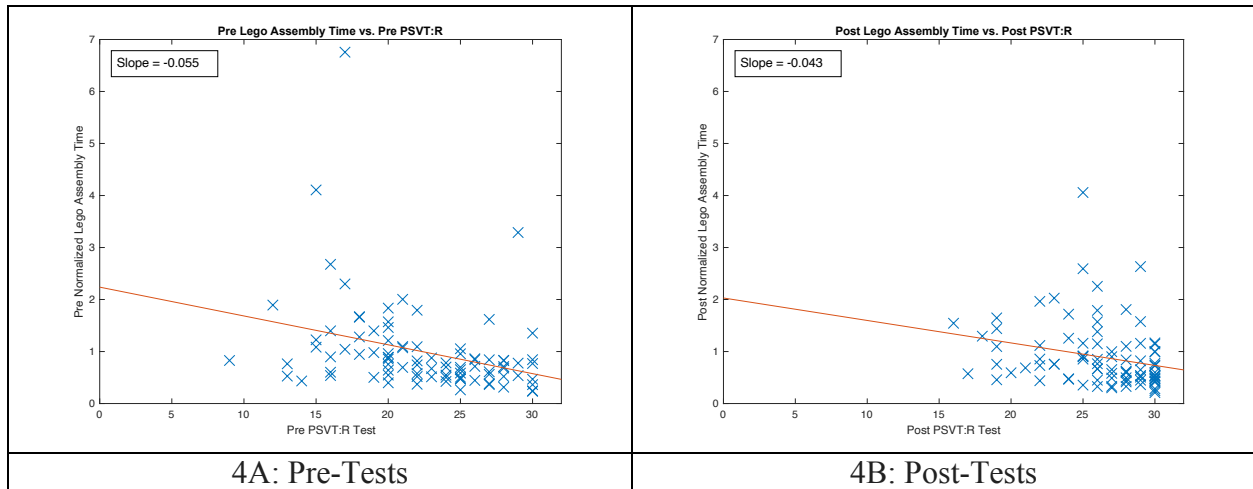 Pre Lego Assembly Time vs. Pre PSVT:R
Slope = -0.055
Pre Normalized Lego Assembly Time
7
6
5
4
3
2
1
0
0 5 10 15 20 25 30
Pre PSVT:R Test
4A: Pre-Tests
Post Lego Assembly Time vs. Post PSVT:R
Slope = -0.043
Post Normalized Lego Assembly Time
7
6
5
4
3
2
1
0
0 5 10 15 20 25 30
Post PSVT:R Test
4B: Post-Tests